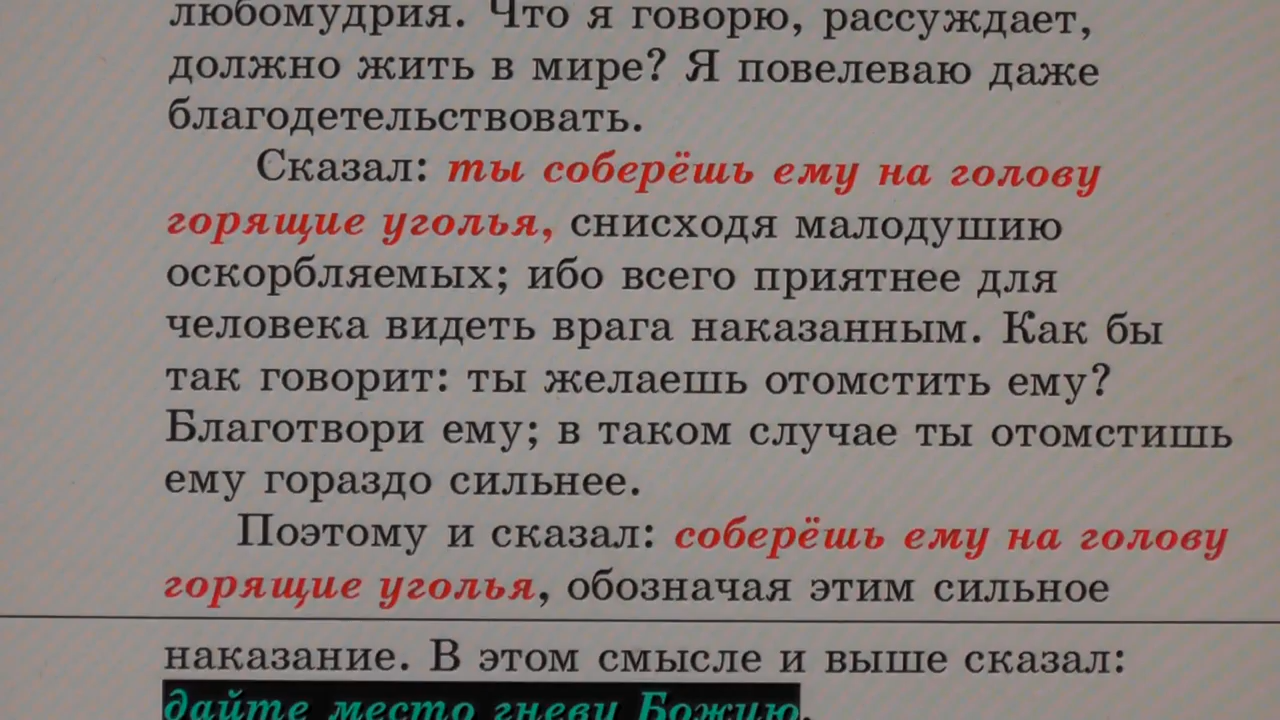 любомудрия. Что я говорю, рассуждает,
должно жить в мире? Я повелеваю даже
благодетельствовать.
Сказал: ты соберёшь ему на голову
горящие уголья, снисходя малодушию
оскорбляемых; ибо всего приятнее для
человека видеть врага наказанным. Как бы
так говорит: ты желаешь отомстить ему?
Благотвори ему; в таком случае ты отомстишь
ему гораздо сильнее.
Поэтому и сказал: соберёшь ему на голову
горящие уголья, обозначая этим сильное
наказание. В этом смысле и выше сказал:
дайте место гневу Божию.